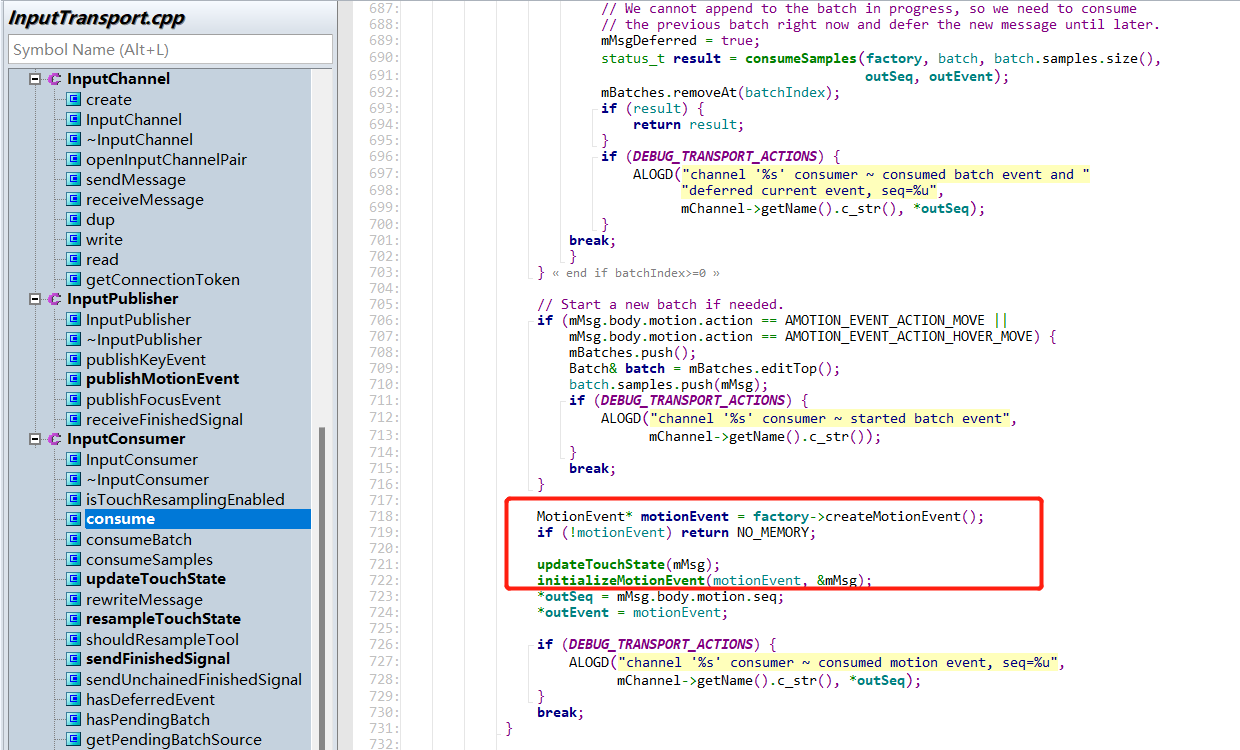 InputTransport.cpp
Symbol Name (Alt+L)
InputChannel
create
InputChannel
~InputChannel
openInputChannelPair
sendMessage
receiveMessage
dup
write
read
getConnectionToken
InputPublisher
InputPublisher
~InputPublisher
publishKeyEvent
publishMotionEvent
publishFocusEvent
receiveFinishedSignal
InputConsumer
InputConsumer
~InputConsumer
isTouchResamplingEnabled
consume
consumeBatch
consumeSamples
updateTouchState
rewriteMessage
resampleTouchState
shouldResampleTool
sendFinishedSignal
sendUnchainedFinishedSignal
hasDeferredEvent
hasPendingBatch
getPendingBatchSource
687: // We cannot append to the batch in progress, so we need to consume
688: // the previous batch right now and defer the new message until later.
689: mMsgDeferred = true;
690: status_t result = consumeSamples(factory, batch, batch.samples.size(),
691: outSeq, outEvent);
692: mBatches.removeAt(batchIndex);
693: if (result) {
694: return result;
695: }
696: if (DEBUG_TRANSPORT_ACTIONS) {
697: ALOGD("channel '%s' consumer ~ consumed batch event and "
698: "deferred current event, seq=%u",
699: mChannel->getName().c_str(), *outSeq);
700: }
701: break;
702: }
703: } « end if batchIndex>=0 »
704:
705: // Start a new batch if needed.
706: if (mMsg.body.motion.action == AMOTION_EVENT_ACTION_MOVE ||
707: mMsg.body.motion.action == AMOTION_EVENT_ACTION_HOVER_MOVE) {
708: mBatches.push();
709: Batch& batch = mBatches.editTop();
710: batch.samples.push(mMsg);
711: if (DEBUG_TRANSPORT_ACTIONS) {
712: ALOGD("channel '%s' consumer ~ started batch event",
713: mChannel->getName().c_str());
714: }
715: break;
716: }
717:
718: MotionEvent* motionEvent = factory->createMotionEvent();
719: if (!motionEvent) return NO_MEMORY;
720:
721: updateTouchState(mMsg);
722: initializeMotionEvent(motionEvent, &mMsg);
723: *outSeq = mMsg.body.motion.seq;
724: *outEvent = motionEvent;
725:
726: if (DEBUG_TRANSPORT_ACTIONS) {
727: ALOGD("channel '%s' consumer ~ consumed motion event, seq=%u",
728: mChannel->getName().c_str(), *outSeq);
729: }
730: break;
731: }
732: